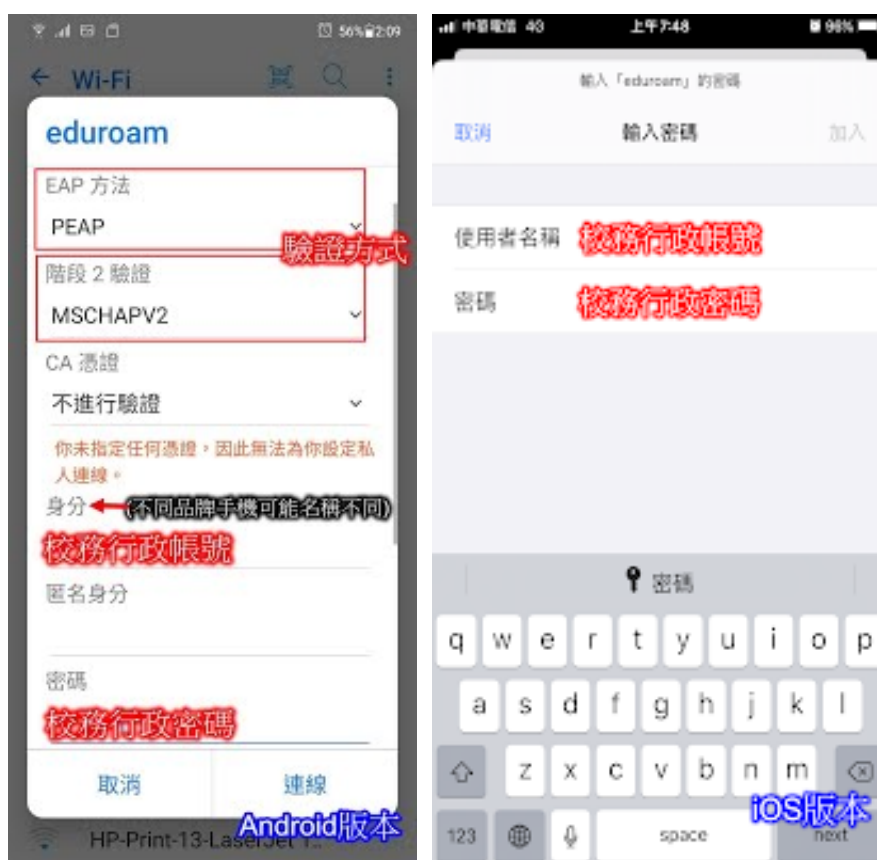 56% 2:09
Wi-Fi
eduroam
EAP 方法
PEAP
驗證方式
階段 2 驗證
MSCHAPV2
CA 憑證
不進行驗證
你未指定任何憑證，因此無法為你設定私
人連線。
身分
(不同品牌手機可能名稱不同)
校務行政帳號
匿名身分
密碼
校務行政密碼
取消 連線
Android版本
HP-Print-13-LaserJet 1..
中華電信 4G 上午7:48 96%
輸入「eduroam」的密碼
取消 輸入密碼 加入
使用者名稱 校務行政帳號
密碼 校務行政密碼
密碼
q w e r t y u i o p
a s d f g h j k l
z x c v b n m
iOS版本
123 space next